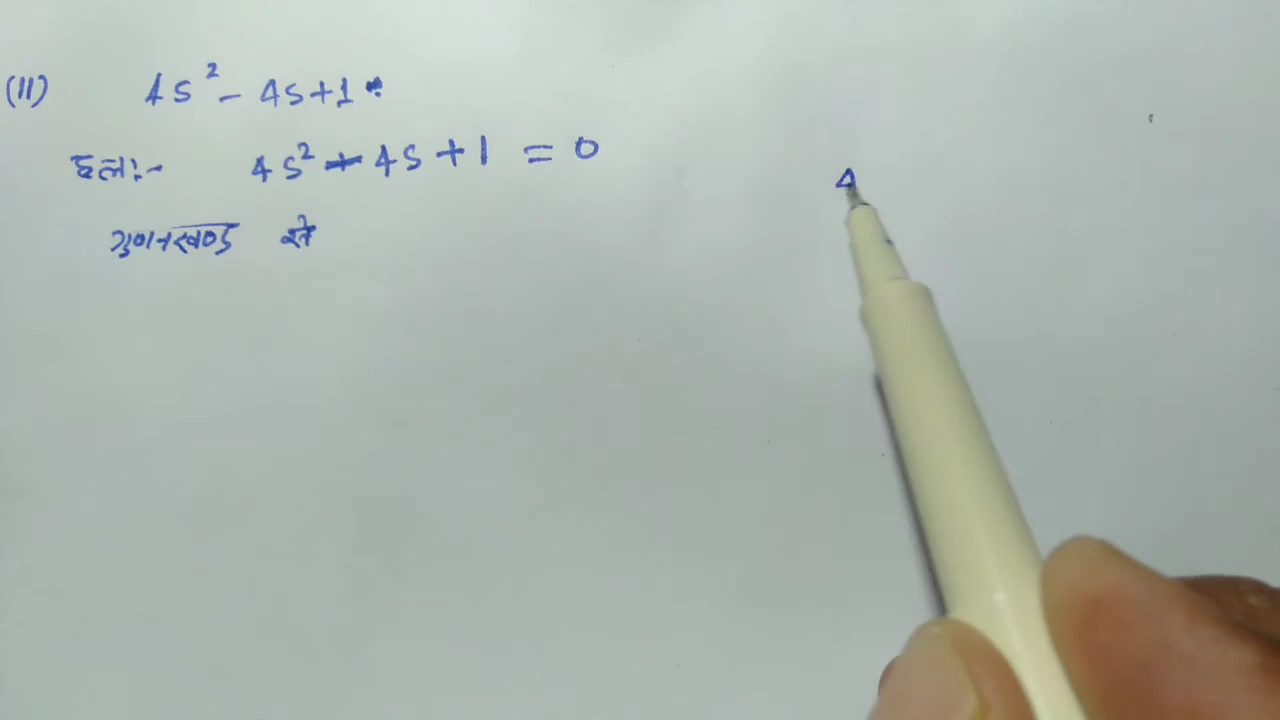 (II) 4s² - 4s+1
हल:- 4s² - 4s + 1 = 0
गुणनखण्ड से
4